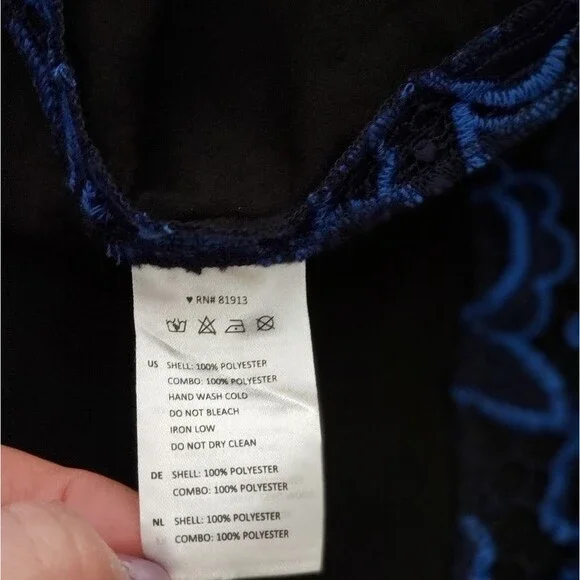 ♥ RN# 81913
US SHELL: 100% POLYESTER
COMBO: 100% POLYESTER
HAND WASH COLD
DO NOT BLEACH
IRON LOW
DO NOT DRY CLEAN
DE SHELL: 100% POLYESTER
COMBO: 100% POLYESTER
NL SHELL: 100% POLYESTER
COMBO: 100% POLYESTER